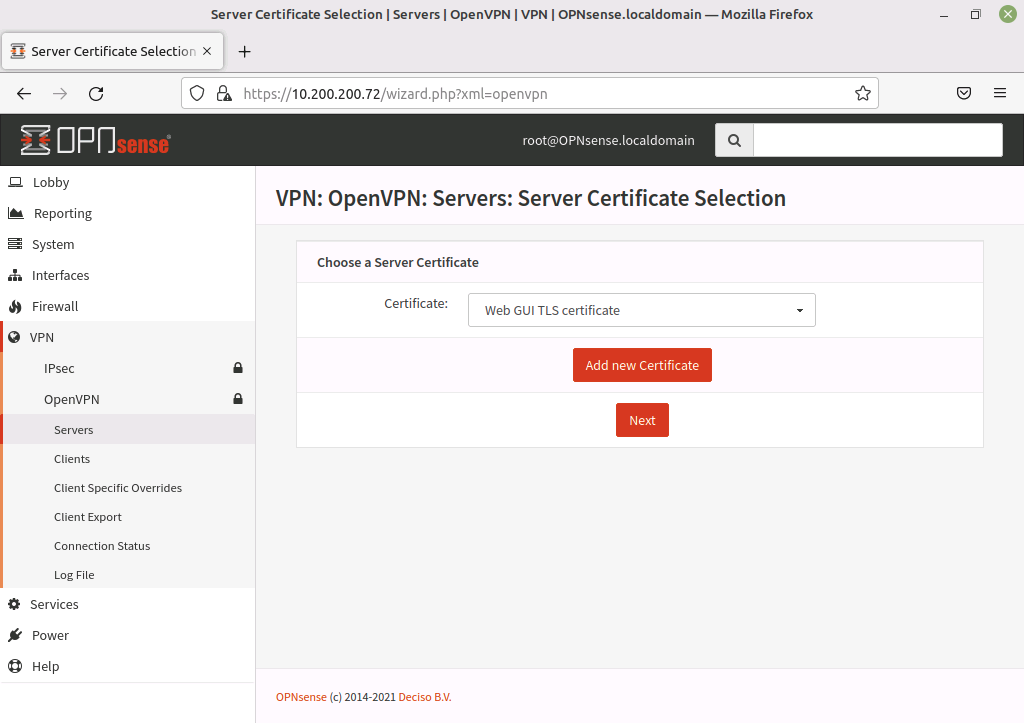 Server Certificate Selection | Servers | OpenVPN | VPN | OPNsense.localdomain — Mozilla Firefox
Server Certificate Selection
https://10.200.200.72/wizard.php?xml=openvpn
OPNsense
root@OPNsense.localdomain
Lobby
Reporting
System
Interfaces
Firewall
VPN
IPsec
OpenVPN
Servers
Clients
Client Specific Overrides
Client Export
Connection Status
Log File
Services
Power
Help
VPN: OpenVPN: Servers: Server Certificate Selection
Choose a Server Certificate
Certificate: Web GUI TLS certificate
Add new Certificate
Next
OPNsense (c) 2014-2021 Deciso B.V.